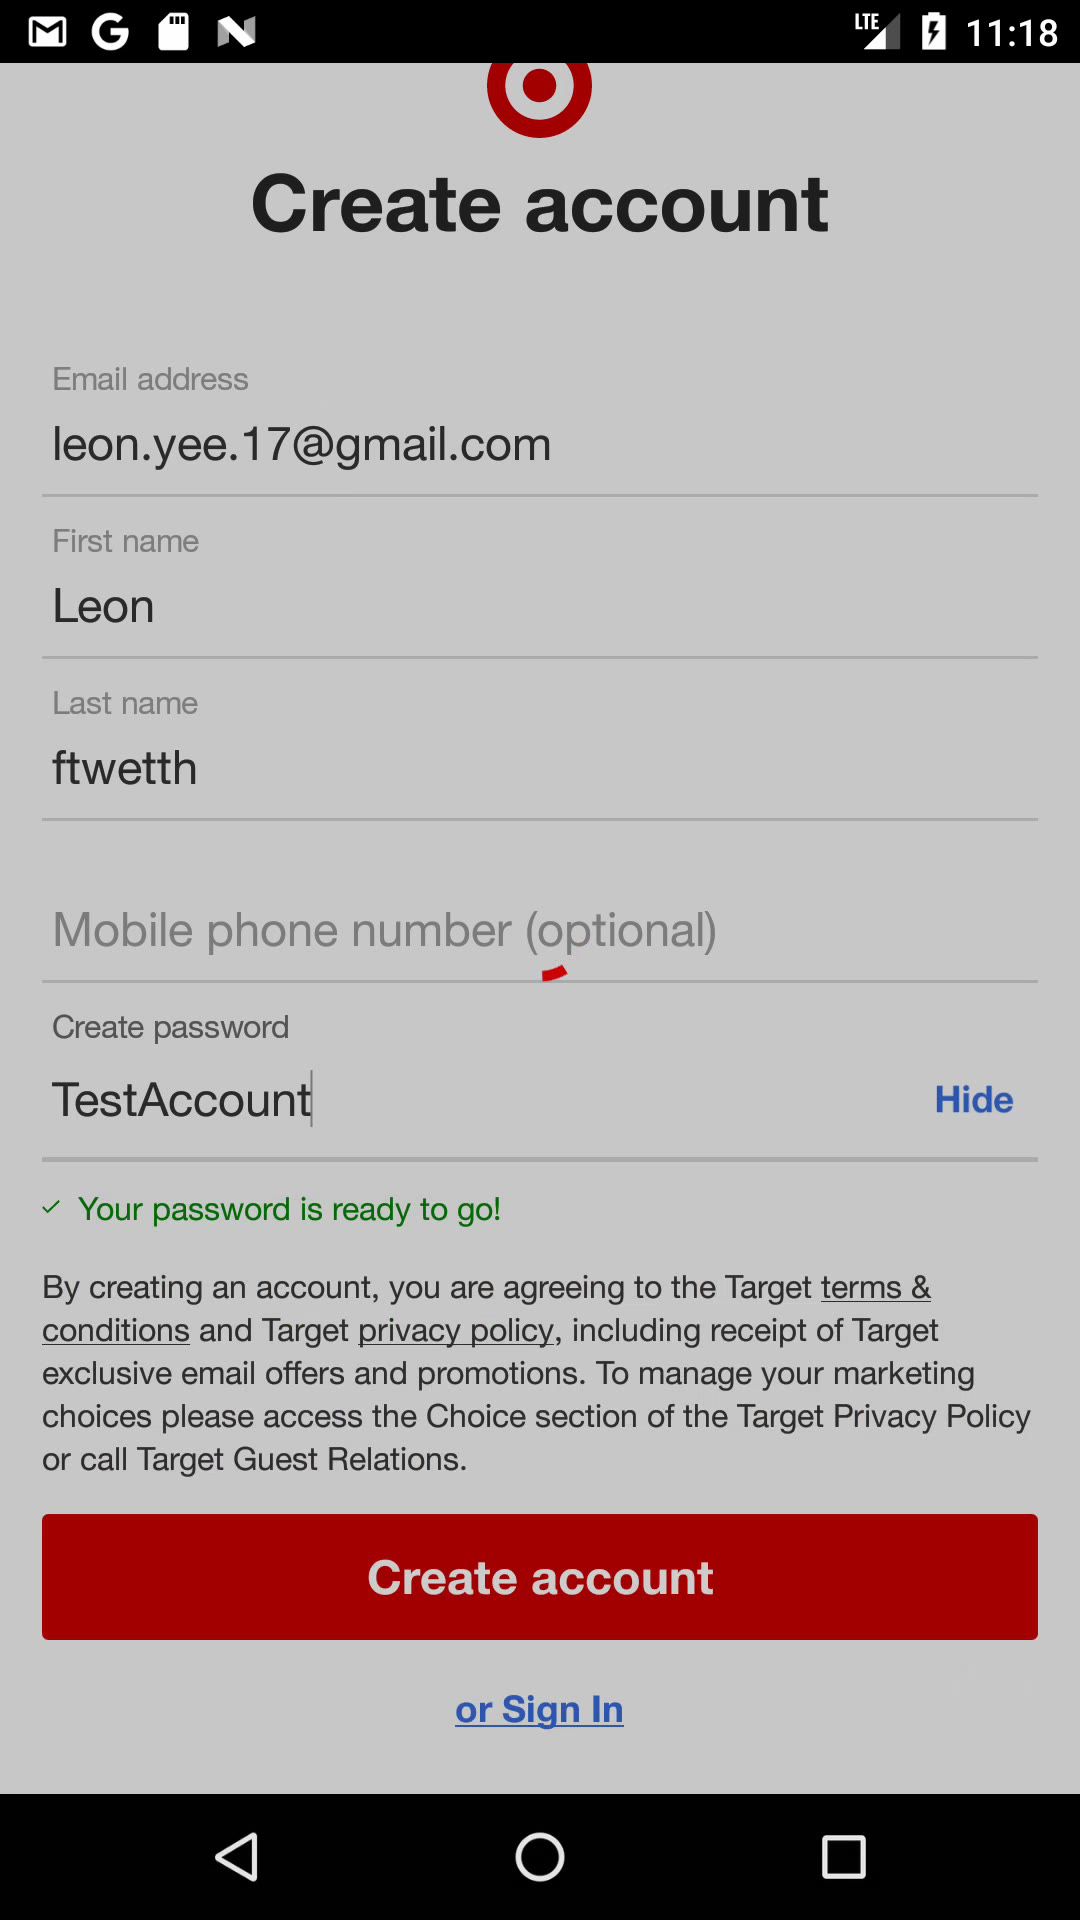 LTE 11:18
Create account
Email address
leon.yee.17@gmail.com
First name
Leon
Last name
ftwetth
Mobile phone number (optional)
Create password
TestAccount Hide
Your password is ready to go!
By creating an account, you are agreeing to the Target terms &
conditions and Target privacy policy, including receipt of Target
exclusive email offers and promotions. To manage your marketing
choices please access the Choice section of the Target Privacy Policy
or call Target Guest Relations.
Create account
or Sign In